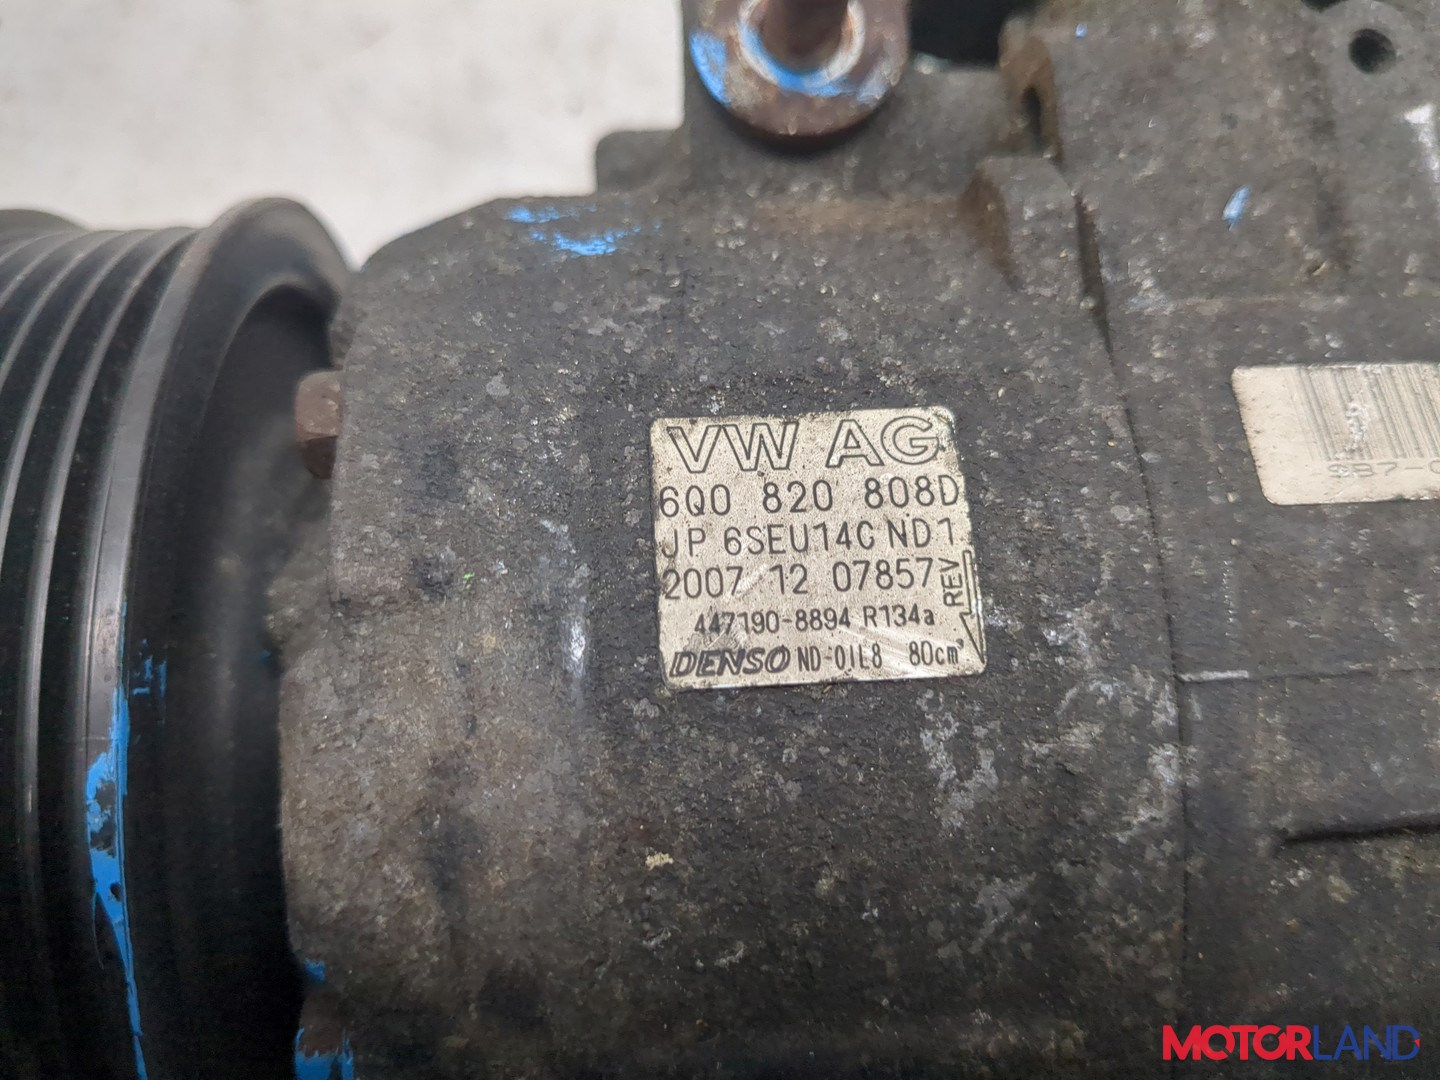 VW AG
6Q0 820 808D
JP 6SEU14C ND1
2007 12 07857
REV
447190-8894 R134a
DENSO ND-OIL8 80cm³
MOTORLAND